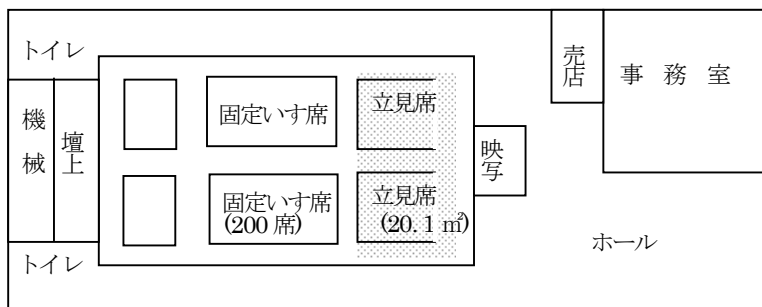 トイレ
機械
壇上
固定いす席
固定いす席
(200 席)
立見席
立見席
(20.1 ㎡)
映写
売店
事 務 室
ホール
トイレ